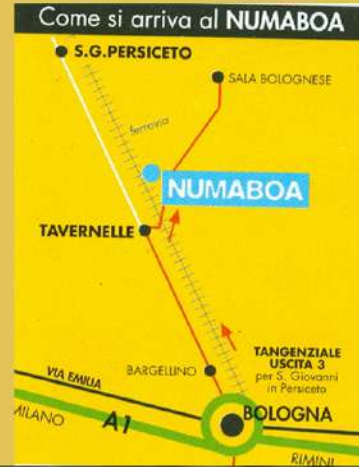 Come si arriva al NUMABOA
S.G.PERSICETO
SALA BOLOGNESE
ferrovia
NUMABOA
TAVERNELLE
TANGENZIALE
USCITA 3
per S. Giovanni
in Persiceto
BARGELLINO
VIA EMILIA
BOLOGNA
MILANO
A1
RIMINI